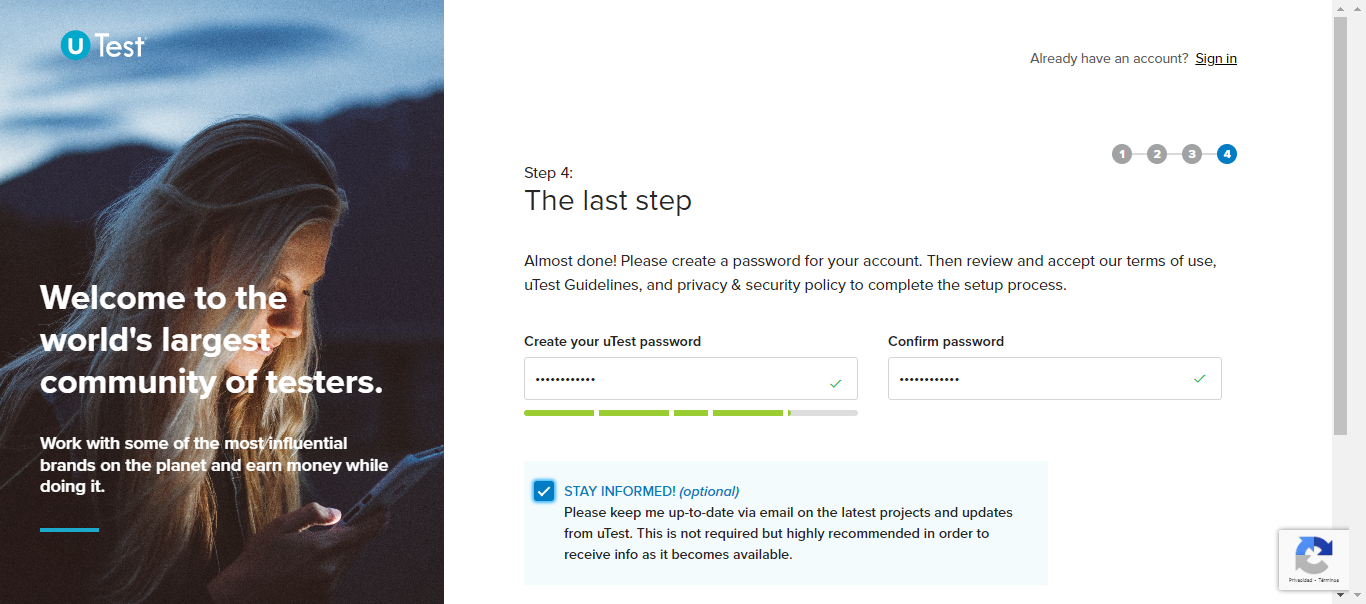 uTest
Already have an account? Sign in
1 2 3 4
Step 4:
The last step
Almost done! Please create a password for your account. Then review and accept our terms of use,
uTest Guidelines, and privacy & security policy to complete the setup process.
Create your uTest password
Confirm password
••••••••••••
••••••••••••
STAY INFORMED! (optional)
Please keep me up-to-date via email on the latest projects and updates
from uTest. This is not required but highly recommended in order to
receive info as it becomes available.
Welcome to the
world's largest
community of testers.
Work with some of the most influential
brands on the planet and earn money while
doing it.
Privacidad - Términos